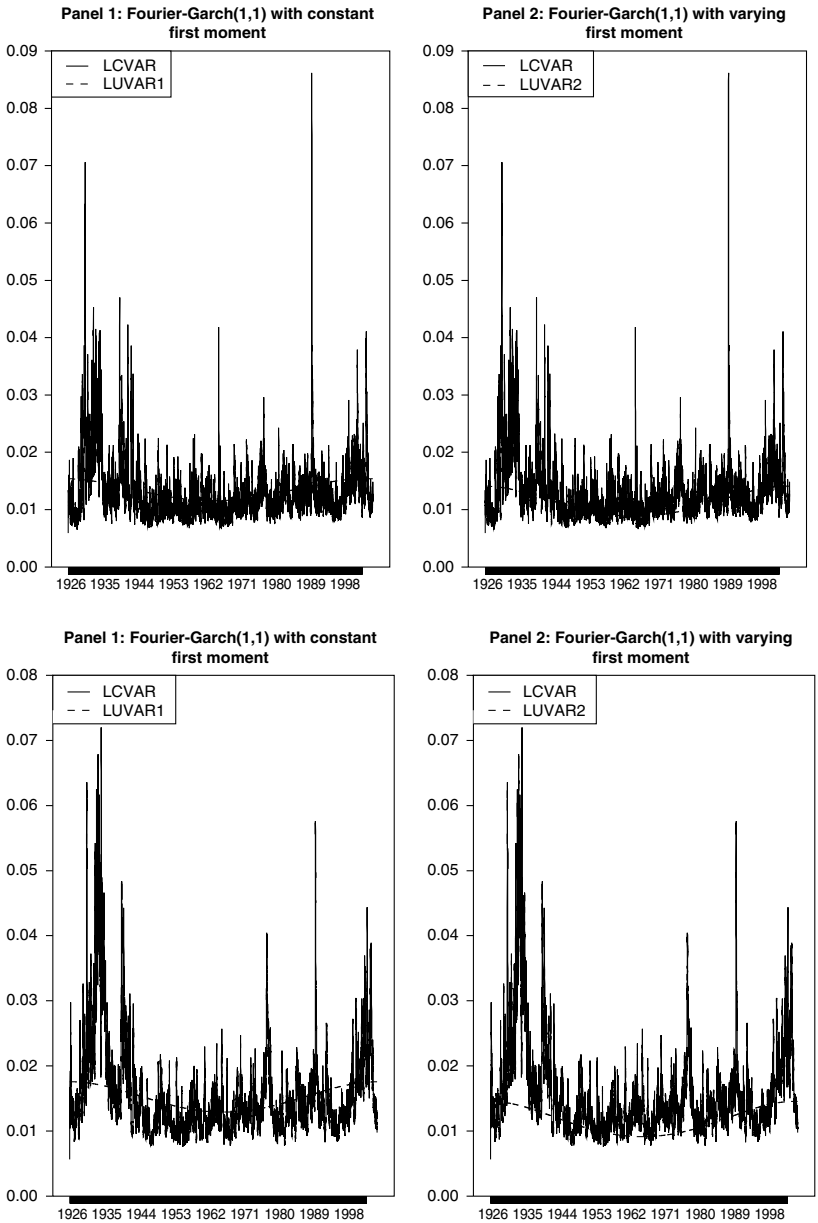 Panel 1: Fourier-Garch(1,1) with constant
first moment
0.09
LCVAR
LUVAR1
0.08
0.07
0.06
0.05
0.04
0.03
0.02
0.01
0.00
1926 1935 1944 1953 1962 1971 1980 1989 1998
Panel 2: Fourier-Garch(1,1) with varying
first moment
0.09
LCVAR
LUVAR2
0.08
0.07
0.06
0.05
0.04
0.03
0.02
0.01
0.00
1926 1935 1944 1953 1962 1971 1980 1989 1998
Panel 1: Fourier-Garch(1,1) with constant
first moment
0.08
LCVAR
LUVAR1
0.07
0.06
0.05
0.04
0.03
0.02
0.01
0.00
1926 1935 1944 1953 1962 1971 1980 1989 1998
Panel 2: Fourier-Garch(1,1) with varying
first moment
0.08
LCVAR
LUVAR2
0.07
0.06
0.05
0.04
0.03
0.02
0.01
0.00
1926 1935 1944 1953 1962 1971 1980 1989 1998